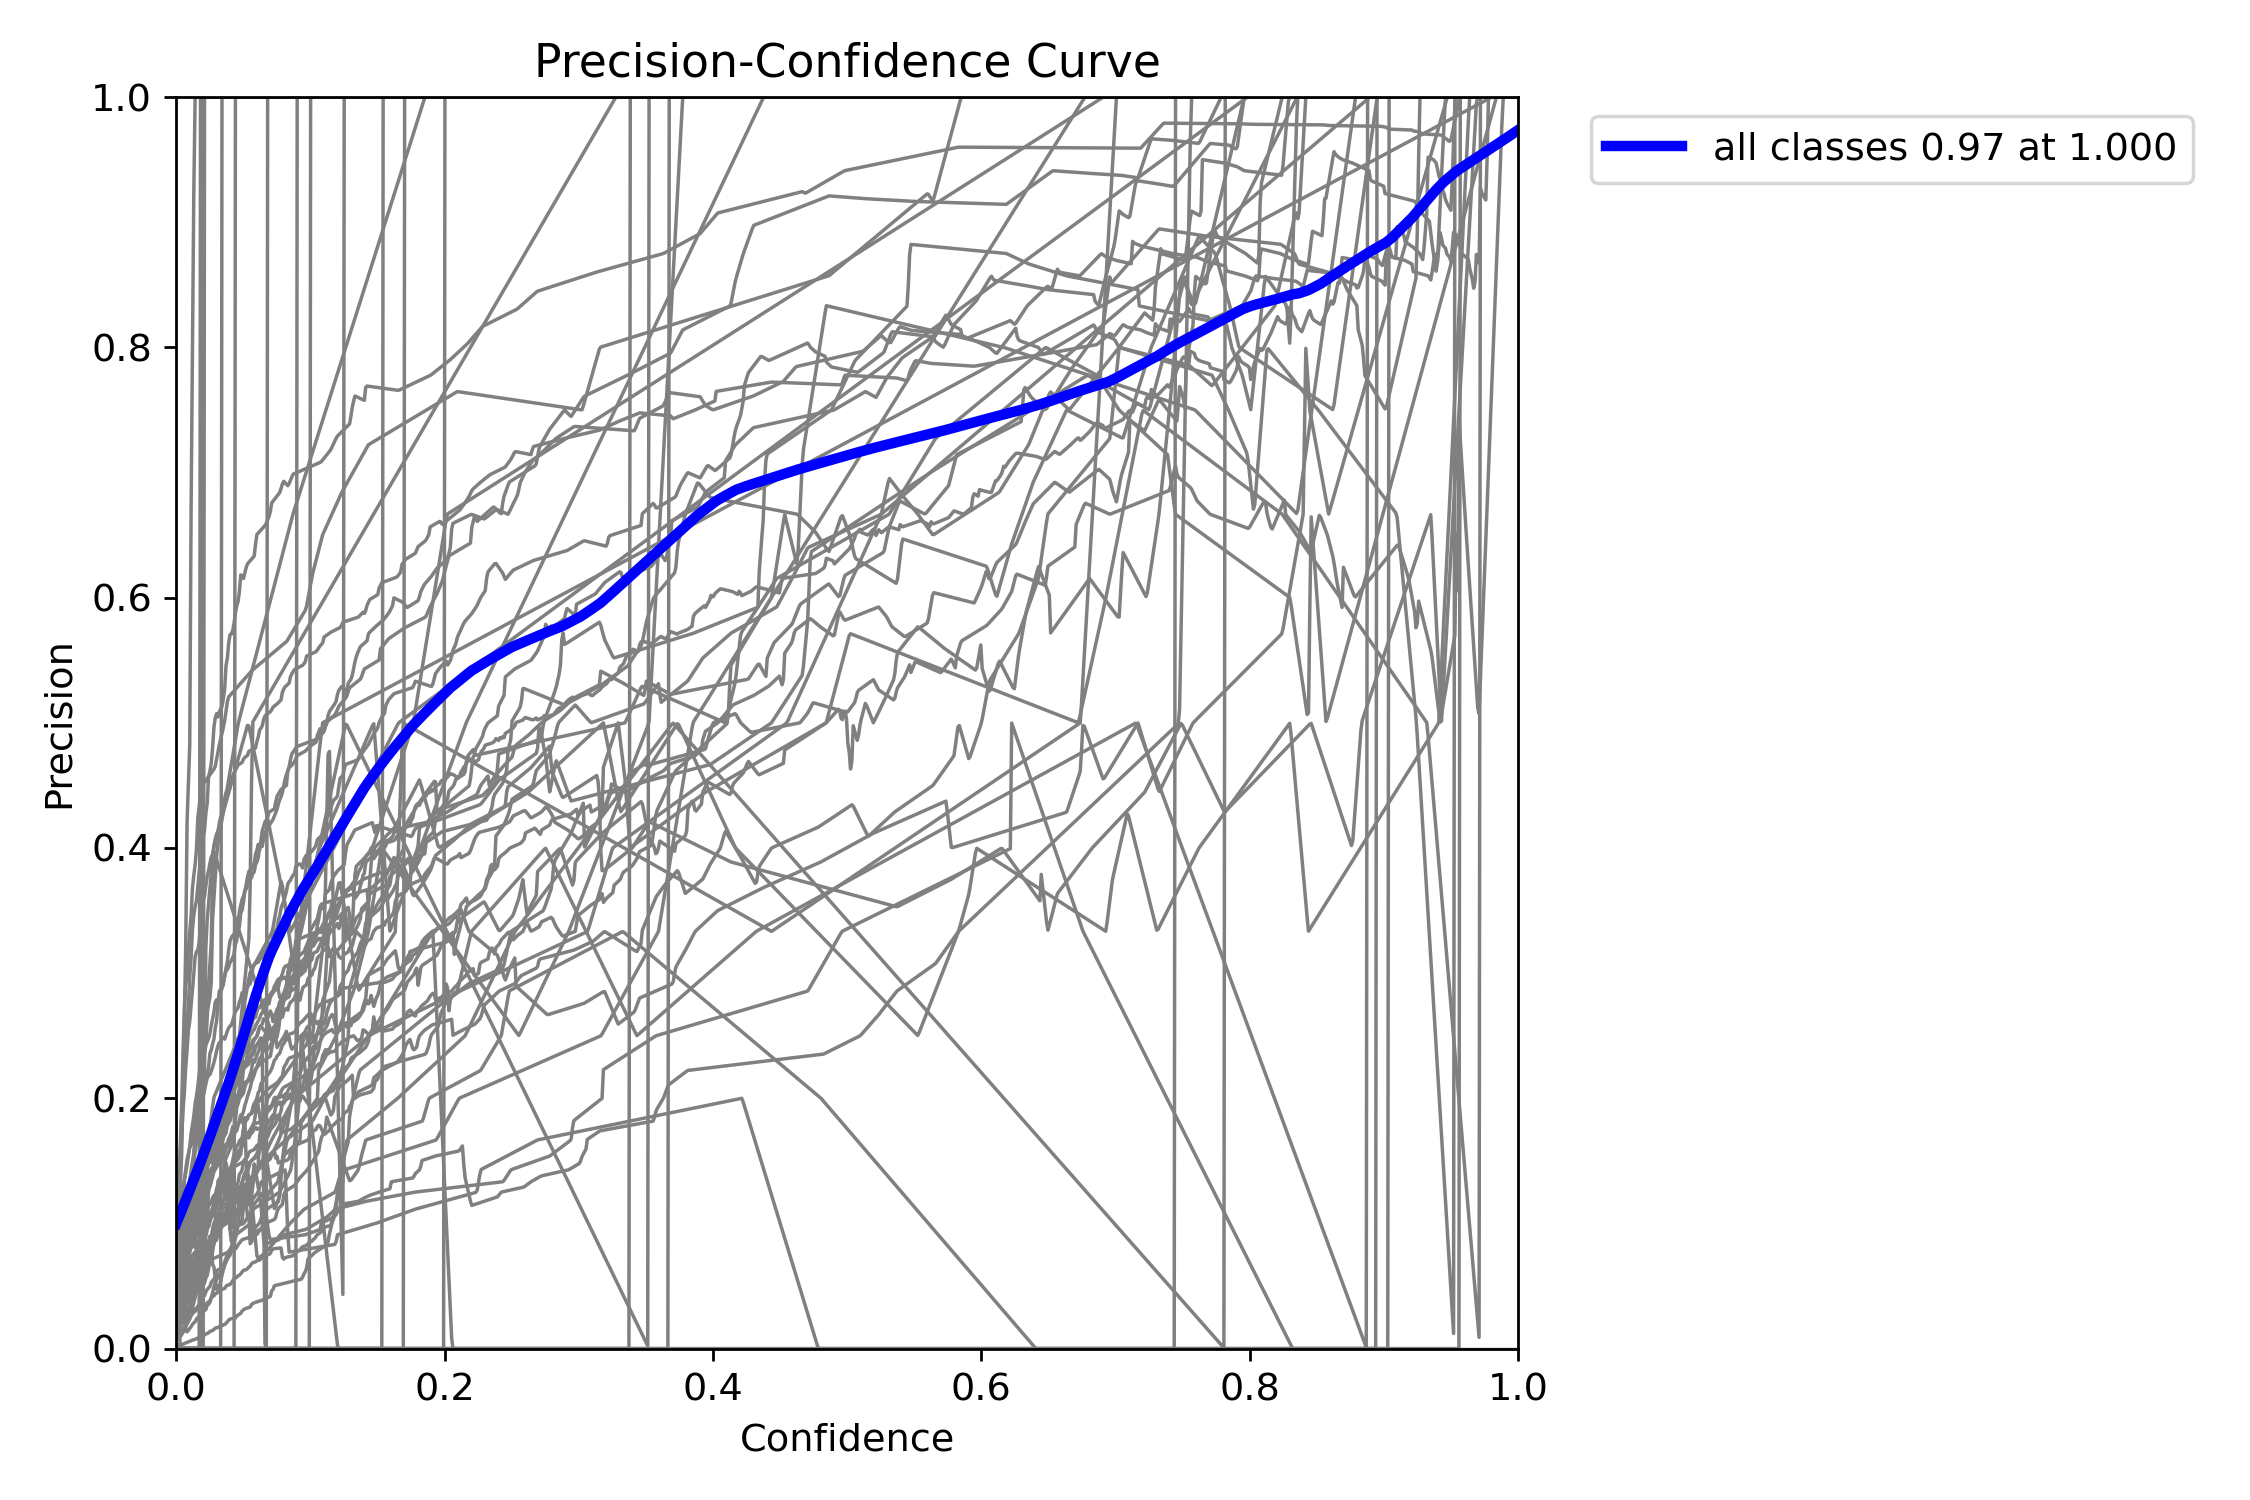 Precision-Confidence Curve
all classes 0.97 at 1.000
Precision
1.0
0.8
0.6
0.4
0.2
0.0
0.0 0.2 0.4 0.6 0.8 1.0
Confidence